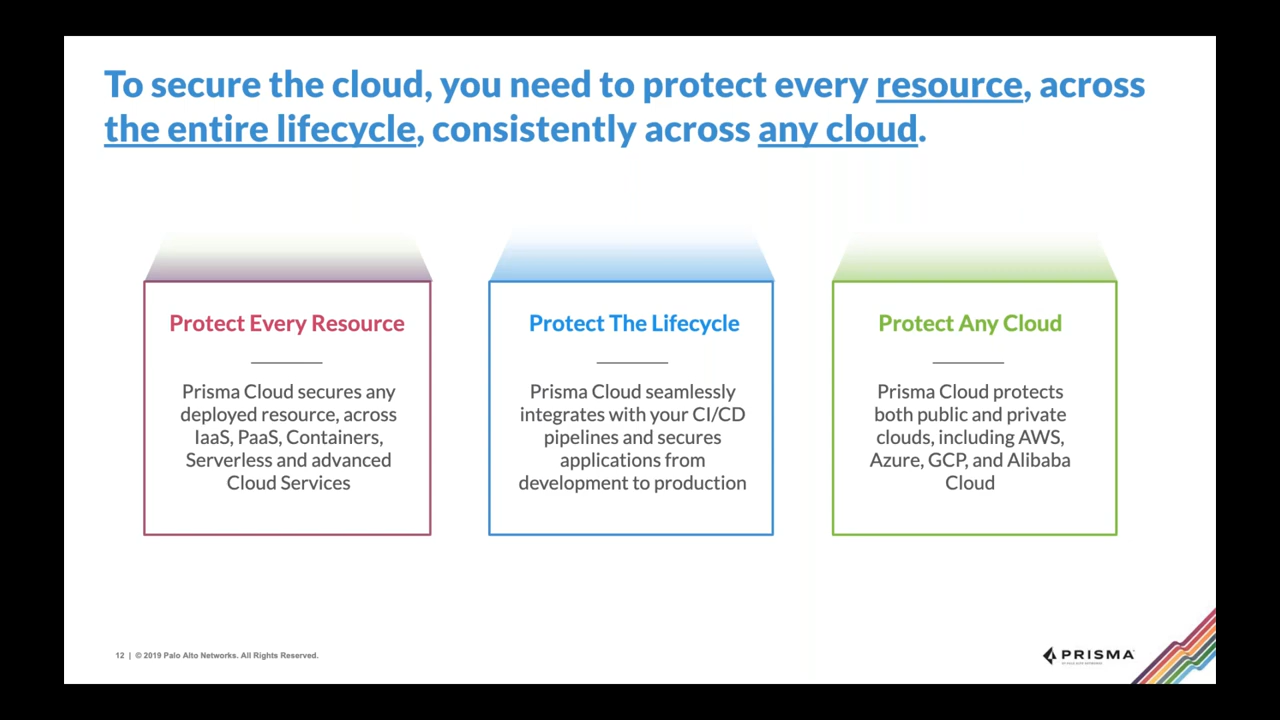 To secure the cloud, you need to protect every resource, across
the entire lifecycle, consistently across any cloud.
Protect Every Resource
Prisma Cloud secures any
deployed resource, across
IaaS, PaaS, Containers,
Serverless and advanced
Cloud Services
Protect The Lifecycle
Prisma Cloud seamlessly
integrates with your CI/CD
pipelines and secures
applications from
development to production
Protect Any Cloud
Prisma Cloud protects
both public and private
clouds, including AWS,
Azure, GCP, and Alibaba
Cloud
12 | © 2019 Palo Alto Networks. All Rights Reserved.
PRISMA
BY PALO ALTO NETWORKS